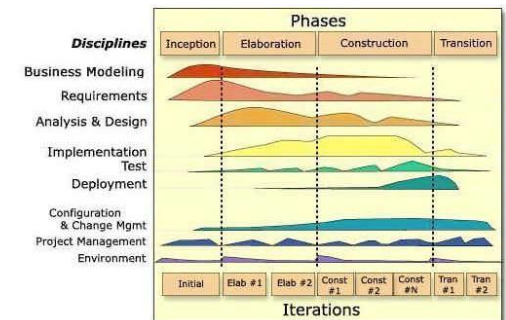 Phases
Disciplines Inception Elaboration Construction Transition
Business Modeling
Requirements
Analysis & Design
Implementation
Test
Deployment
Configuration
& Change Mgmt
Project Management
Environment
Initial Elab #1 Elab #2 Const #1 Const #2 Const #N Tran #1 Tran #2
Iterations